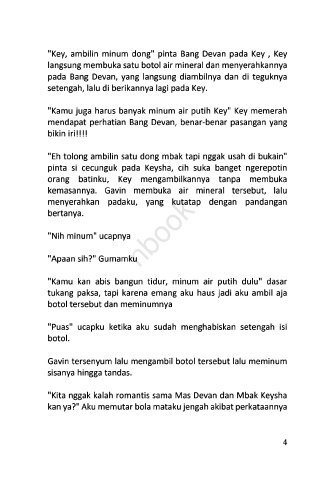 "Key, ambilin minum dong" pinta Bang Devan pada Key , Key
langsung membuka satu botol air mineral dan menyerahkannya
pada Bang Devan, yang langsung diambilnya dan di teguknya
setengah, lalu di berikannya lagi pada Key.
"Kamu juga harus banyak minum air putih Key" Key memerah
mendapat perhatian Bang Devan, benar-benar pasangan yang
bikin iri!!!!
"Eh tolong ambilin satu dong mbak tapi nggak usah di bukain"
pinta si cecunguk pada Keysha, cih suka banget ngerepotin
orang batinku, Key mengambilkannya tanpa membuka
kemasannya. Gavin membuka air mineral tersebut, lalu
menyerahkan padaku, yang kutatap dengan pandangan
bertanya.
"Nih minum" ucapnya
"Apaan sih?" Gumamku
"Kamu kan abis bangun tidur, minum air putih dulu" dasar
tukang paksa, tapi karena emang aku haus jadi aku ambil aja
botol tersebut dan meminumnya
"Puas" ucapku ketika aku sudah menghabiskan setengah isi
botol.
Gavin tersenyum lalu mengambil botol tersebut lalu meminum
sisanya hingga tandas.
"Kita nggak kalah romantis sama Mas Devan dan Mbak Keysha
kan ya?" Aku memutar bola mataku jengah akibat perkataannya
4